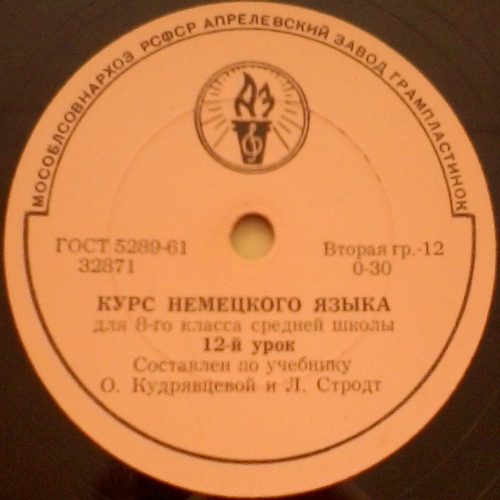 МОСОБЛСОВНАРХОЗ РСФСР АПРЕЛЕВСКИЙ ЗАВОД ГРАМПЛАСТИНОК
АЗ
ГОСТ 5289-61
32871
Вторая гр.-12
0-30
КУРС НЕМЕЦКОГО ЯЗЫКА
для 8-го класса средней школы
12-й урок
Составлен по учебнику
О. Кудрявцевой и Л. Стродт